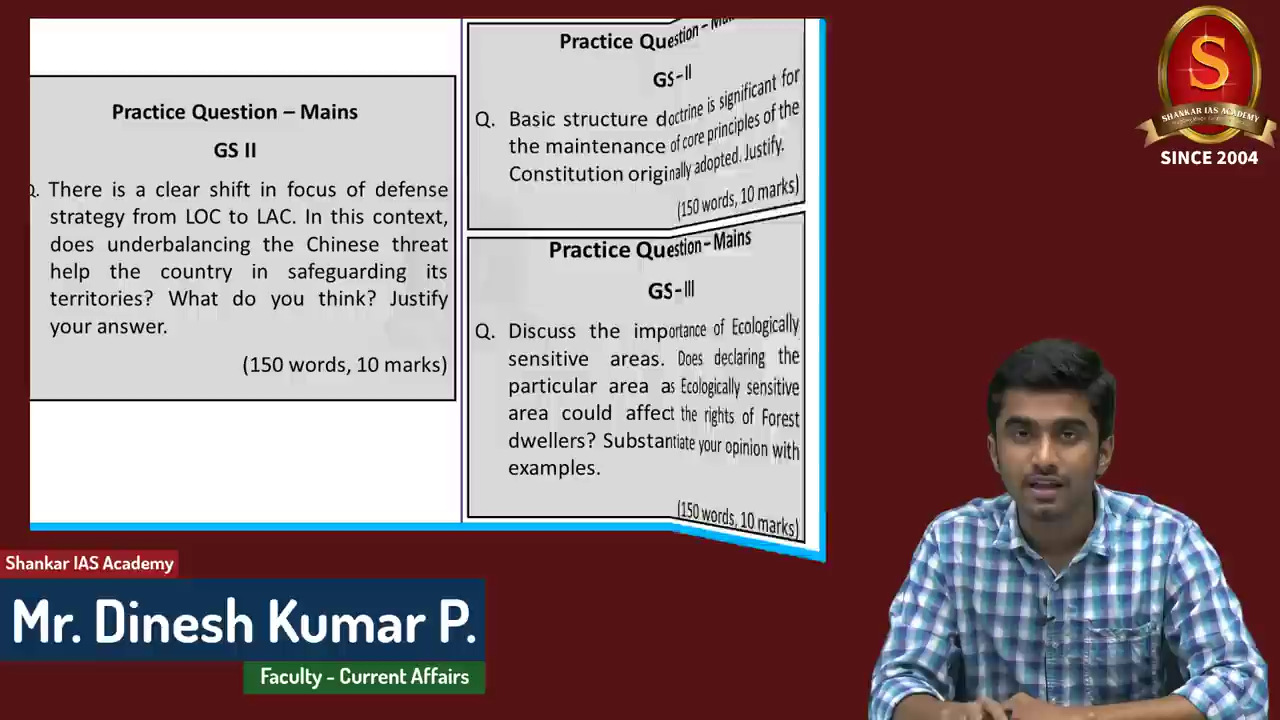 Practice Question – Mains
GS II
Q. There is a clear shift in focus of defense
strategy from LOC to LAC. In this context,
does underbalancing the Chinese threat
help the country in safeguarding its
territories? What do you think? Justify
your answer.
(150 words, 10 marks)
Practice Question – Mains
GS-II
Q. Basic structure doctrine is significant for
the maintenance of core principles of the
Constitution originally adopted. Justify.
(150 words, 10 marks)
Practice Question – Mains
GS-III
Q. Discuss the importance of Ecologically
sensitive areas. Does declaring the
particular area as Ecologically sensitive
area could affect the rights of Forest
dwellers? Substantiate your opinion with
examples.
(150 words, 10 marks)
S
SHANKAR IAS ACADEMY
SINCE 2004
Shankar IAS Academy
Mr. Dinesh Kumar P.
Faculty - Current Affairs